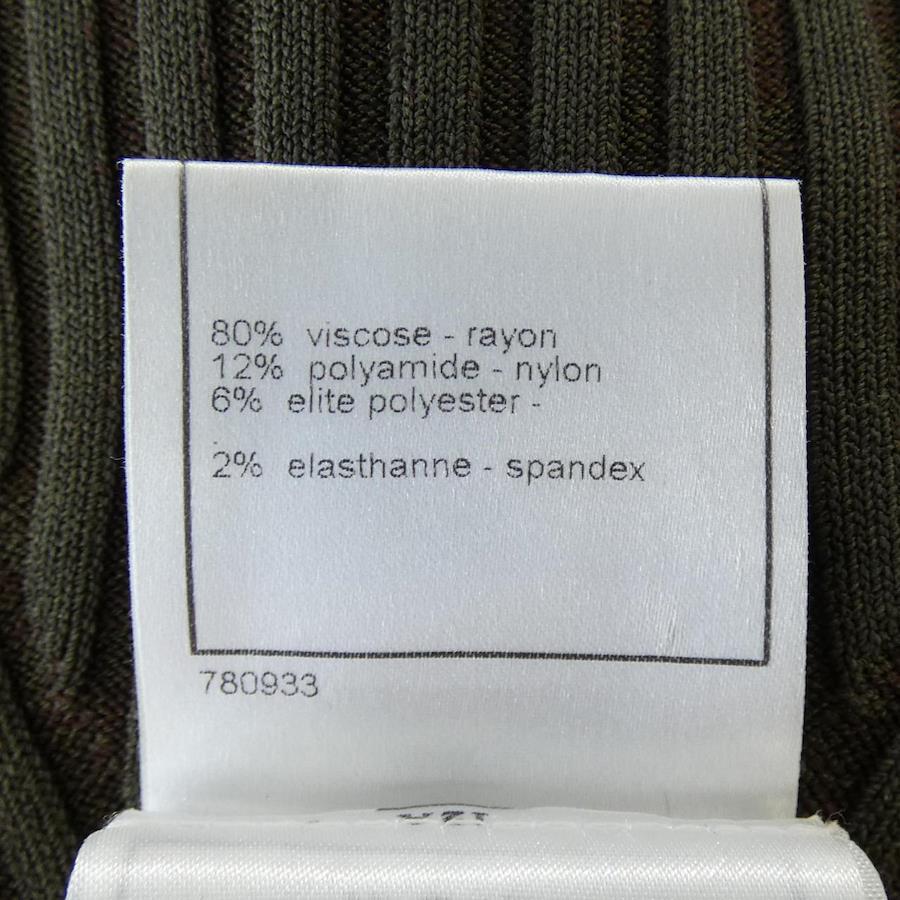 80% viscose - rayon
12% polyamide - nylon
6% elite polyester -
2% elasthanne - spandex
780933